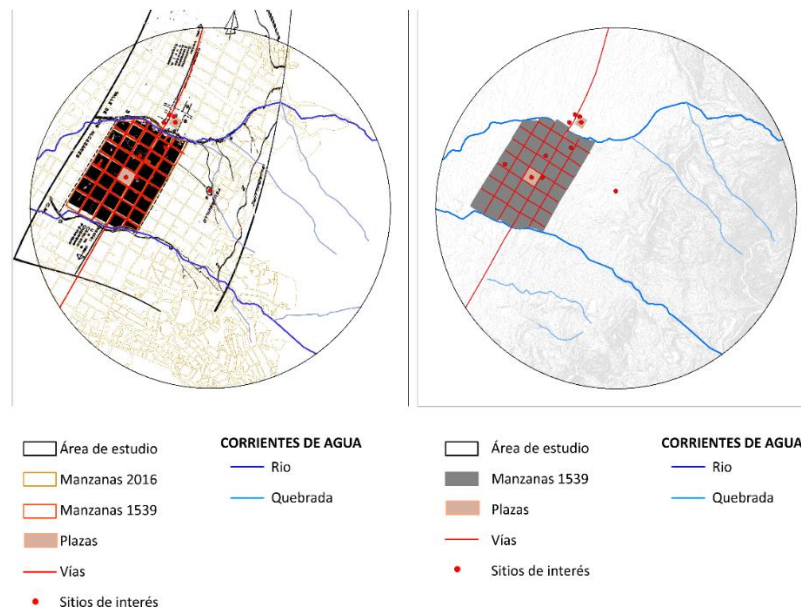 Área de estudio
Manzanas 2016
Manzanas 1539
Plazas
Vías
Sitios de interés
CORRIENTES DE AGUA
Rio
Quebrada
Área de estudio
Manzanas 1539
Plazas
Vías
Sitios de interés
CORRIENTES DE AGUA
Rio
Quebrada